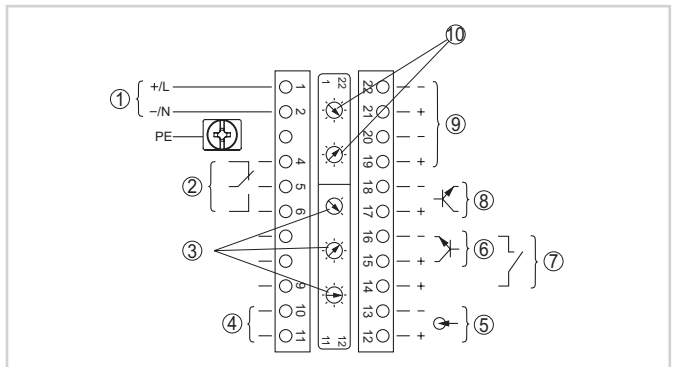 ⑩
① +/L 1 1 22 22 −
−/N 2 21 + ⑨
PE 20 −
4 19 +
② 5 18 − ⑧
6 17 +
16 − ⑥
③ 15 + ⑦
9 14 +
④ 10 13 − ⑤
11 11 12 12 +